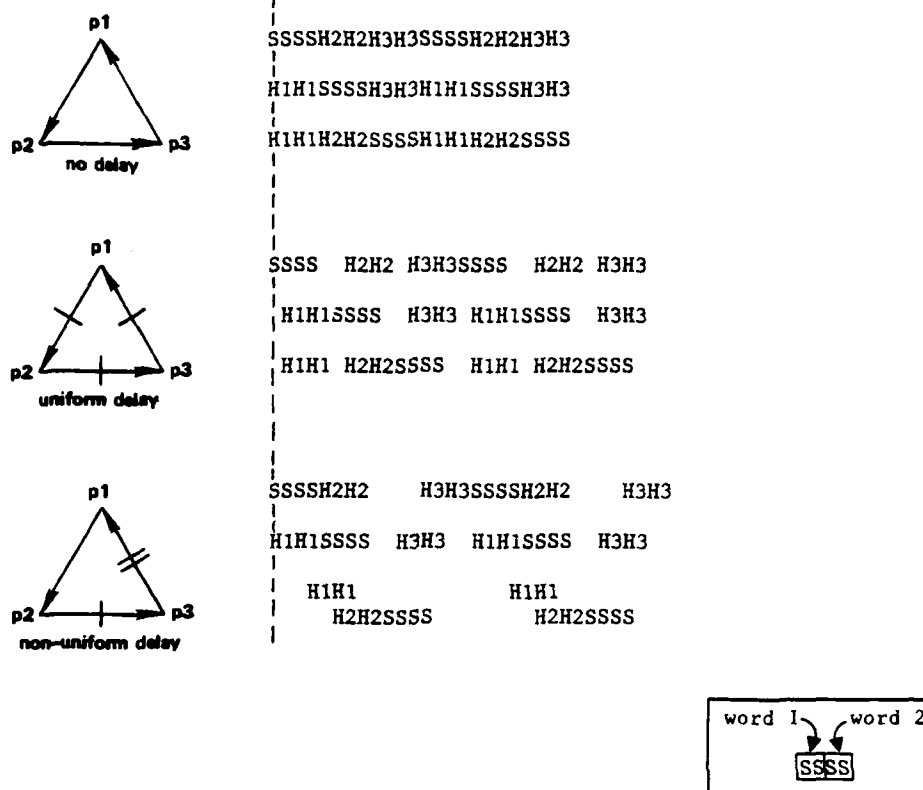 p1
SSSSH2H2H3H3SSSSH2H2H3H3
H1H1SSSSH3H3H1H1SSSSH3H3
p2 p3 H1H1H2H2SSSSH1H1H2H2SSSS
no delay
p1
SSSS H2H2 H3H3SSSS H2H2 H3H3
H1H1SSSS H3H3 H1H1SSSS H3H3
p2 p3 H1H1 H2H2SSSS H1H1 H2H2SSSS
uniform delay
p1
SSSSH2H2 H3H3SSSSH2H2 H3H3
H1H1SSSS H3H3 H1H1SSSS H3H3
H1H1 H1H1
p2 p3 H2H2SSSS H2H2SSSS
non-uniform delay
word 1 word 2
SSSS